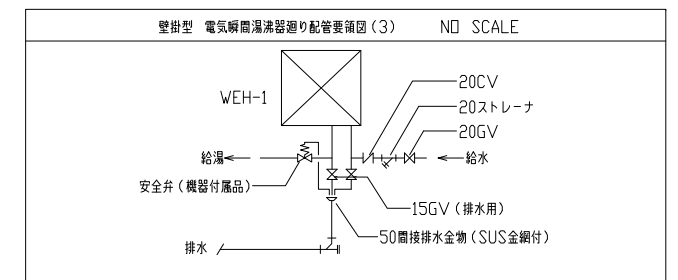 壁掛型 電気瞬間湯沸器廻り配管要領図(3) NO SCALE
WEH-1
20CV
20ストレーナ
20GV
給湯
給水
安全弁(機器付属品)
15GV(排水用)
50間接排水金物(SUS金網付)
排水